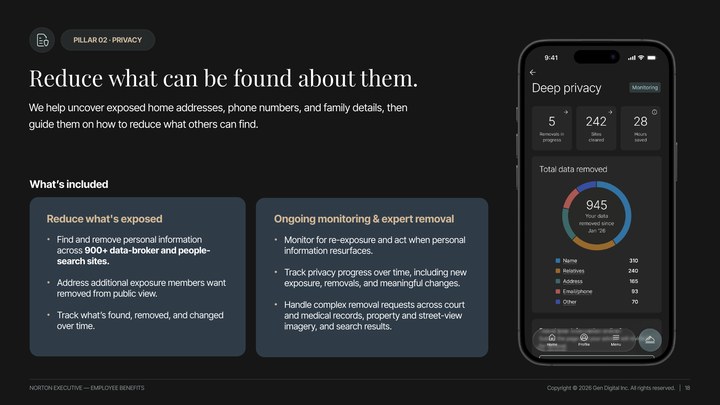 PILLAR 02 · PRIVACY
Reduce what can be found about them.
We help uncover exposed home addresses, phone numbers, and family details, then
guide them on how to reduce what others can find.
What's included
Reduce what's exposed
• Find and remove personal information
across 900+ data-broker and people-
search sites.
• Address additional exposure members want
removed from public view.
• Track what's found, removed, and changed
over time.
Ongoing monitoring & expert removal
• Monitor for re-exposure and act when personal
information resurfaces.
• Track privacy progress over time, including new
exposure, removals, and meaningful changes.
• Handle complex removal requests across court
and medical records, property and street-view
imagery, and search results.
9:41
Deep privacy
Monitoring
5
Removals in
progress
242
Sites
cleared
28
Hours
saved
Total data removed
945
Your data
removed since
Jan '26
Name 310
Relatives 240
Address 165
Email/phone 93
Other 70
Home
Profile
Menu
NORTON EXECUTIVE — EMPLOYEE BENEFITS
Copyright © 2026 Gen Digital Inc. All rights reserved. | 18